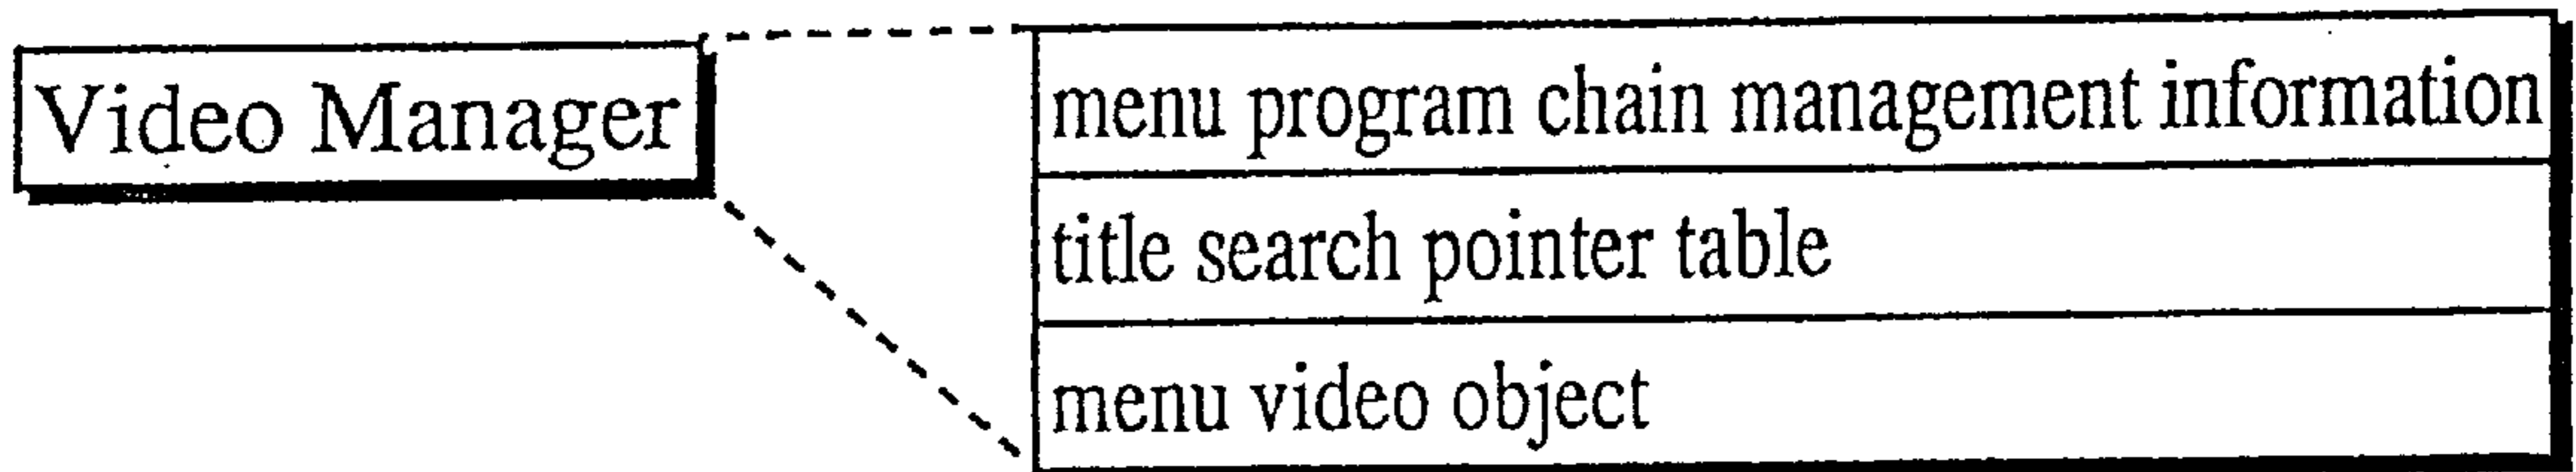 Video Manager
menu program chain management information
title search pointer table
menu video object